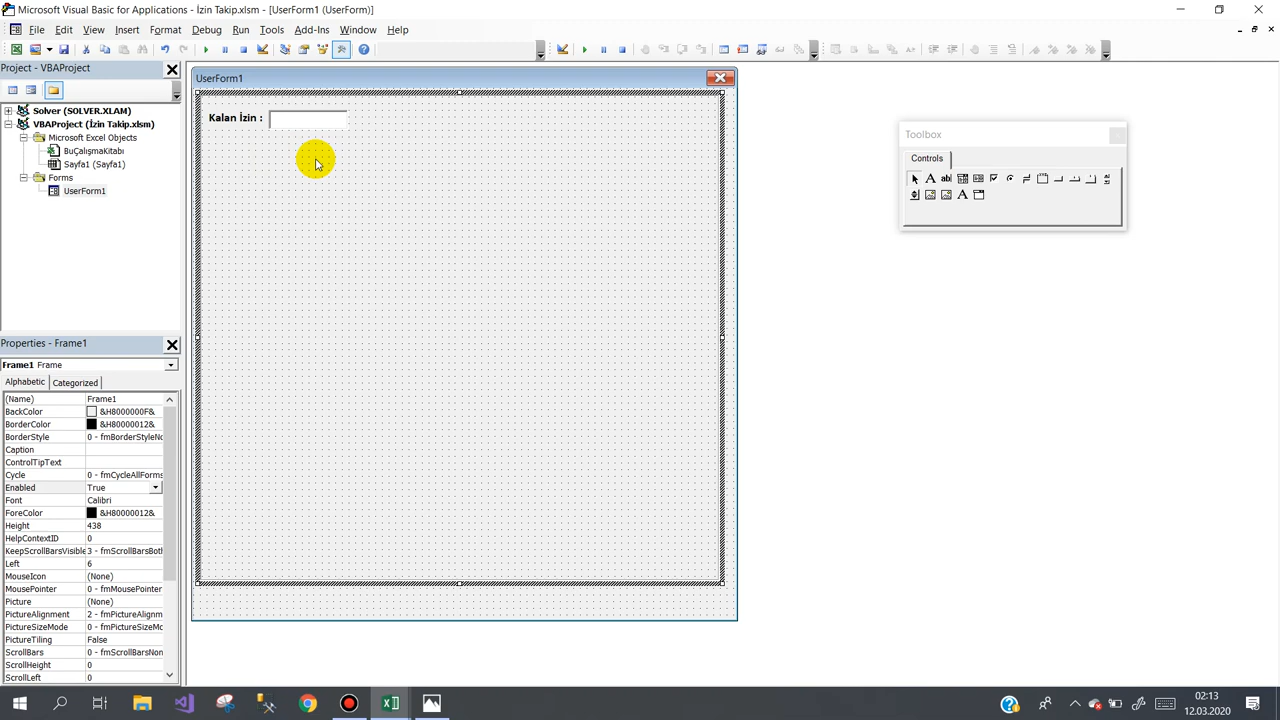 Microsoft Visual Basic for Applications - İzin Takip.xlsm - [UserForm1 (UserForm)]
File Edit View Insert Format Debug Run Tools Add-Ins Window Help
Project - VBAProject
Solver (SOLVER.XLAM)
VBAProject (İzin Takip.xlsm)
Microsoft Excel Objects
BuÇalışmaKitabı
Sayfa1 (Sayfa1)
Forms
UserForm1
UserForm1
Kalan İzin :
Toolbox
Controls
Properties - Frame1
Frame1 Frame
Alphabetic Categorized
(Name) Frame1
BackColor &H8000000F&
BorderColor &H80000012&
BorderStyle 0 - fmBorderStyleNo
Caption
ControlTipText
Cycle 0 - fmCycleAllForms
Enabled True
Font Calibri
ForeColor &H80000012&
Height 438
HelpContextID 0
KeepScrollBarsVisible 3 - fmScrollBarsBoth
Left 6
MouseIcon (None)
MousePointer 0 - fmMousePointer
Picture (None)
PictureAlignment 2 - fmPictureAlignm
PictureSizeMode 0 - fmPictureSizeMo
PictureTiling False
ScrollBars 0 - fmScrollBarsNon
ScrollHeight 0
ScrollLeft 0
02:13
12.03.2020